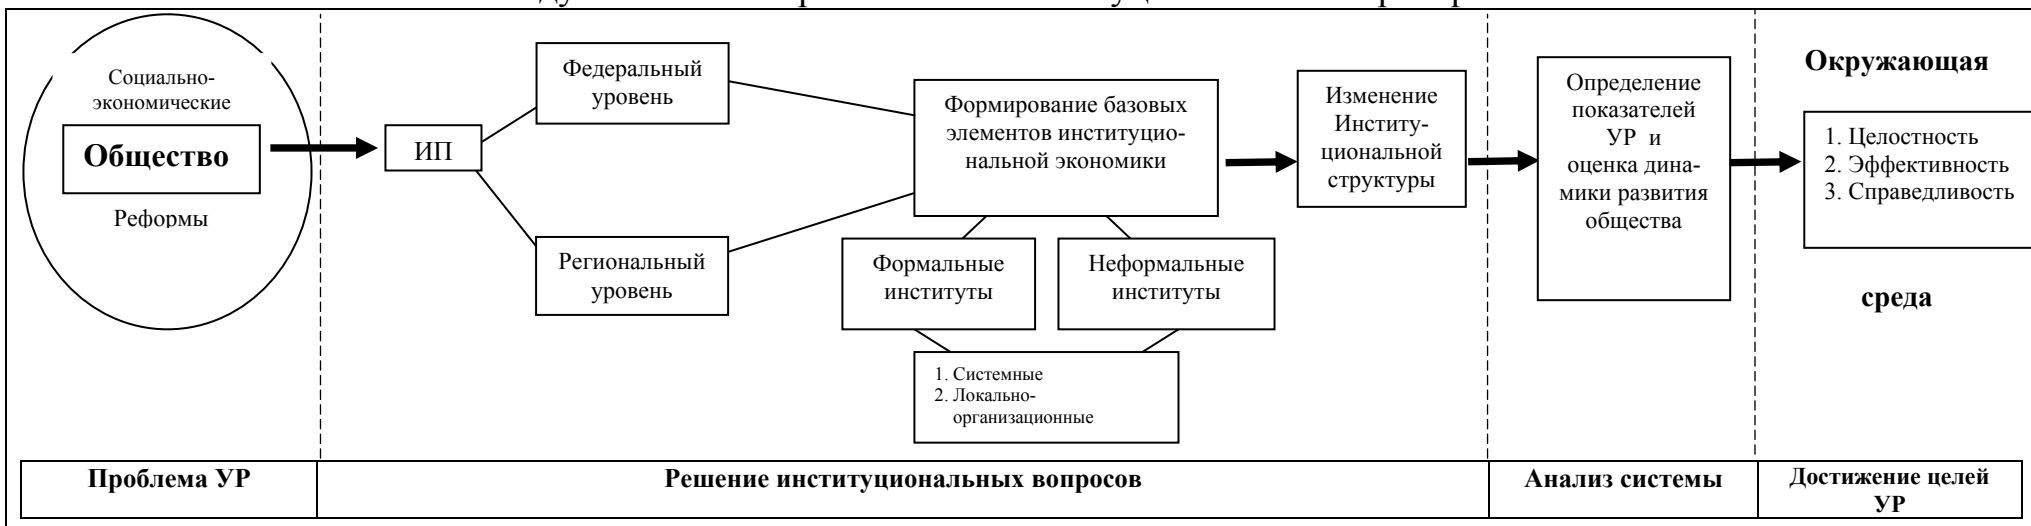 Социально-
экономические
Общество
Реформы
ИП
Федеральный
уровень
Региональный
уровень
Формирование базовых
элементов институцио-
нальной экономики
Формальные
институты
Неформальные
институты
1. Системные
2. Локально-
организационные
Изменение
Институ-
циональной
структуры
Определение
показателей
УР и
оценка дина-
мики развития
общества
Окружающая
1. Целостность
2. Эффективность
3. Справедливость
среда
Проблема УР
Решение институциональных вопросов
Анализ системы
Достижение целей
УР